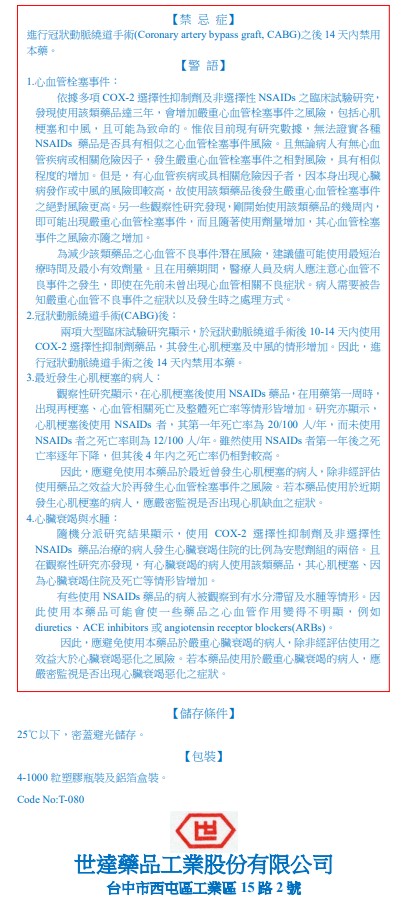 【禁 忌 症】
進行冠狀動脈繞道手術(Coronary artery bypass graft, CABG)之後 14 天內禁用
本藥。
【警 語】
1.心血管栓塞事件：
依據多項 COX-2 選擇性抑制劑及非選擇性 NSAIDs 之臨床試驗研究，
發現使用該類藥品達三年，會增加嚴重心血管栓塞事件之風險，包括心肌
梗塞和中風，且可能為致命的。惟依目前現有研究數據，無法證實各種
NSAIDs 藥品是否具有相似之心血管栓塞事件風險。且無論病人有無心血
管疾病或相關危險因子，發生嚴重心血管栓塞事件之相對風險，具有相似
程度的增加。但是，有心血管疾病或具相關危險因子者，因本身出現心臟
病發作或中風的風險即較高，故使用該類藥品後發生嚴重心血管栓塞事件
之絕對風險更高。另一些觀察性研究發現，剛開始使用該類藥品的幾周內，
即可能出現嚴重心血管栓塞事件，而且隨著使用劑量增加，其心血管栓塞
事件之風險亦隨之增加。
為減少該類藥品之心血管不良事件潛在風險，建議儘可能使用最短治
療時間及最小有效劑量。且在用藥期間，醫療人員及病人應注意心血管不
良事件之發生，即使在先前未曾出現心血管相關不良症狀。病人需要被告
知嚴重心血管不良事件之症狀以及發生時之處理方式。
2.冠狀動脈繞道手術(CABG)後：
兩項大型臨床試驗研究顯示，於冠狀動脈繞道手術後 10-14 天內使用
COX-2 選擇性抑制劑藥品，其發生心肌梗塞及中風的情形增加。因此，進
行冠狀動脈繞道手術之後 14 天內禁用本藥。
3.最近發生心肌梗塞的病人：
觀察性研究顯示，在心肌梗塞後使用 NSAIDs 藥品，在用藥第一周時，
出現再梗塞、心血管相關死亡及整體死亡率等情形皆增加。研究亦顯示，
心肌梗塞後使用 NSAIDs 者，其第一年死亡率為 20/100 人/年，而未使用
NSAIDs 者之死亡率則為 12/100 人/年。雖然使用 NSAIDs 者第一年後之死
亡率逐年下降，但其後 4 年內之死亡率仍相對較高。
因此，應避免使用本藥品於最近曾發生心肌梗塞的病人，除非經評估
使用藥品之效益大於再發生心血管栓塞事件之風險。若本藥品使用於近期
發生心肌梗塞的病人，應嚴密監視是否出現心肌缺血之症狀。
4.心臟衰竭與水腫：
隨機分派研究結果顯示，使用 COX-2 選擇性抑制劑及非選擇性
NSAIDs 藥品治療的病人發生心臟衰竭住院的比例為安慰劑組的兩倍。且
在觀察性研究亦發現，有心臟衰竭的病人使用該類藥品，其心肌梗塞、因
為心臟衰竭住院及死亡等情形皆增加。
有些使用 NSAIDs 藥品的病人被觀察到有水分滯留及水腫等情形。因
此使用本藥品可能會使一些藥品之心血管作用變得不明顯，例如
diuretics、ACE inhibitors 或 angiotensin receptor blockers(ARBs)。
因此，應避免使用本藥品於嚴重心臟衰竭的病人，除非經評估使用之
效益大於心臟衰竭惡化之風險。若本藥品使用於嚴重心臟衰竭的病人，應
嚴密監視是否出現心臟衰竭惡化之症狀。
【儲存條件】
25℃以下，密蓋避光儲存。
【包裝】
4-1000 粒塑膠瓶裝及鋁箔盒裝。
Code No:T-080
世
世達藥品工業股份有限公司
台中市西屯區工業區 15 路 2 號